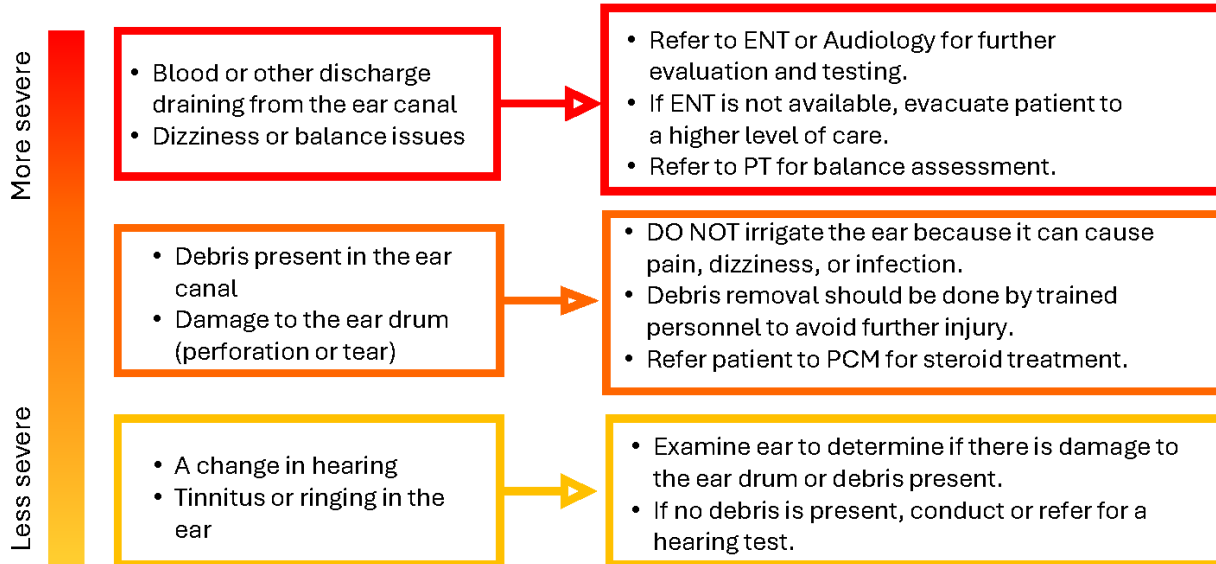 More severe
• Blood or other discharge
draining from the ear canal
• Dizziness or balance issues
• Refer to ENT or Audiology for further
evaluation and testing.
• If ENT is not available, evacuate patient to
a higher level of care.
• Refer to PT for balance assessment.
• Debris present in the ear
canal
• Damage to the ear drum
(perforation or tear)
• DO NOT irrigate the ear because it can cause
pain, dizziness, or infection.
• Debris removal should be done by trained
personnel to avoid further injury.
• Refer patient to PCM for steroid treatment.
Less severe
• A change in hearing
• Tinnitus or ringing in the
ear
• Examine ear to determine if there is damage to
the ear drum or debris present.
• If no debris is present, conduct or refer for a
hearing test.